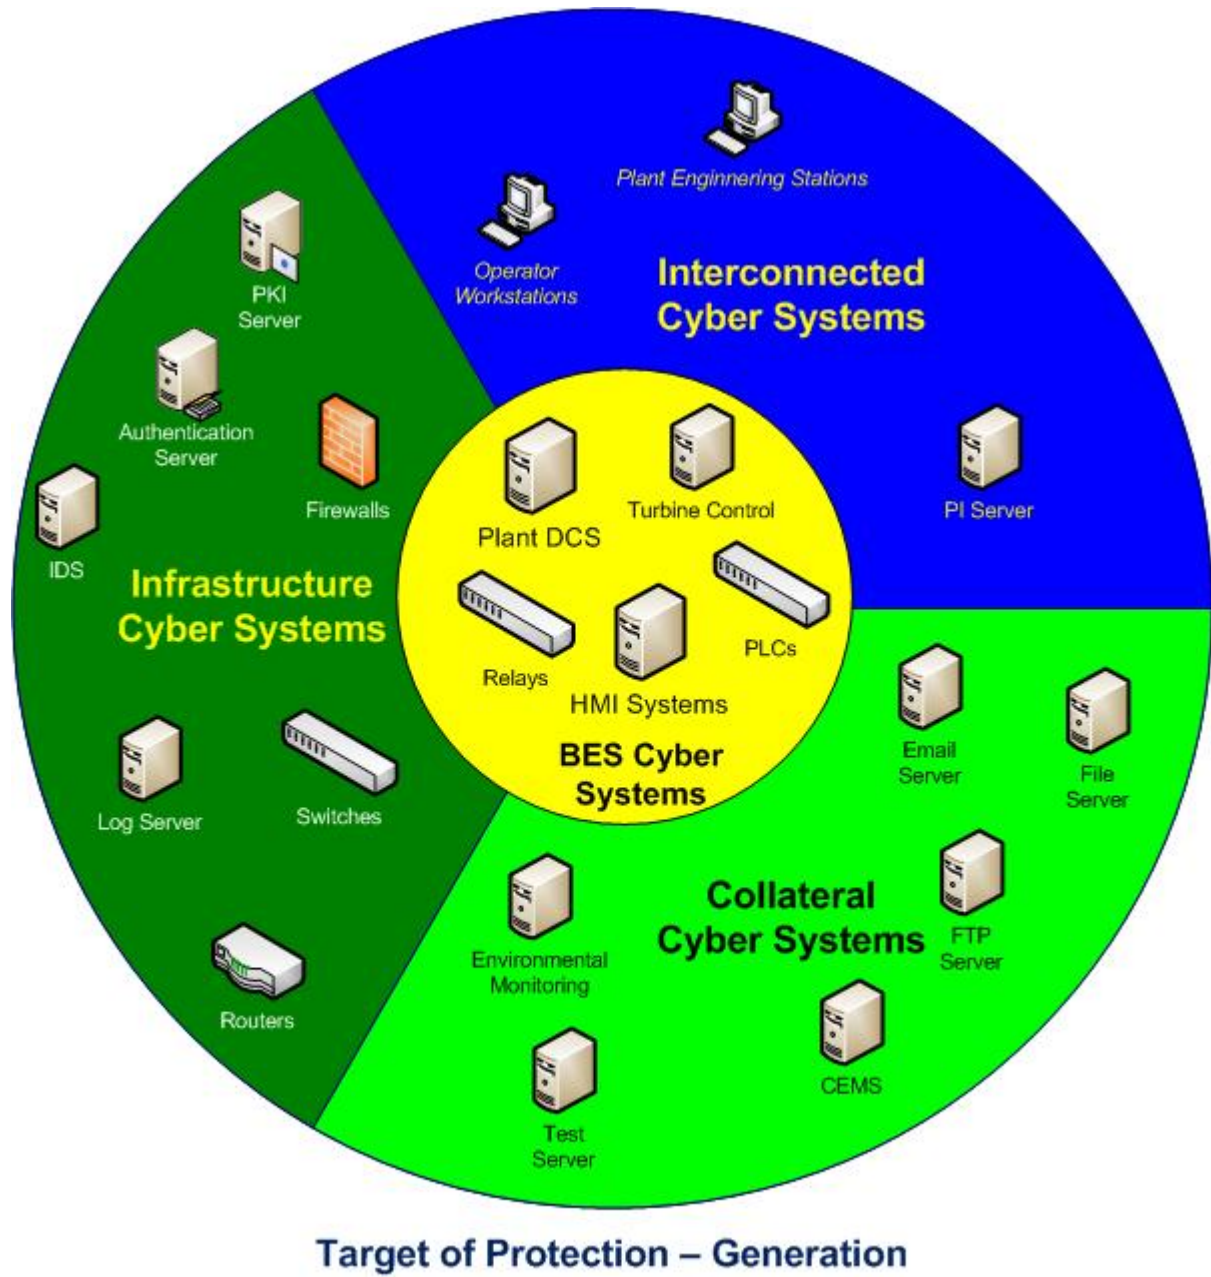 Plant Enginnering Stations
Operator
Workstations
Interconnected
Cyber Systems
PI Server
PKI
Server
Authentication
Server
Firewalls
IDS
Infrastructure
Cyber Systems
Log Server
Switches
Routers
Plant DCS
Turbine Control
Relays
PLCs
HMI Systems
BES Cyber
Systems
Email
Server
File
Server
Collateral
Cyber Systems
FTP
Server
Environmental
Monitoring
CEMS
Test
Server
Target of Protection – Generation